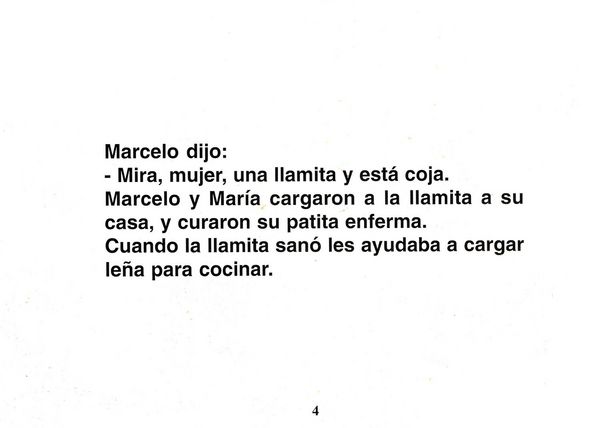 Marcelo dijo:
- Mira, mujer, una llamita y está coja.
Marcelo y María cargaron a la llamita a su
casa, y curaron su patita enferma.
Cuando la llamita sanó les ayudaba a cargar
leña para cocinar.
4